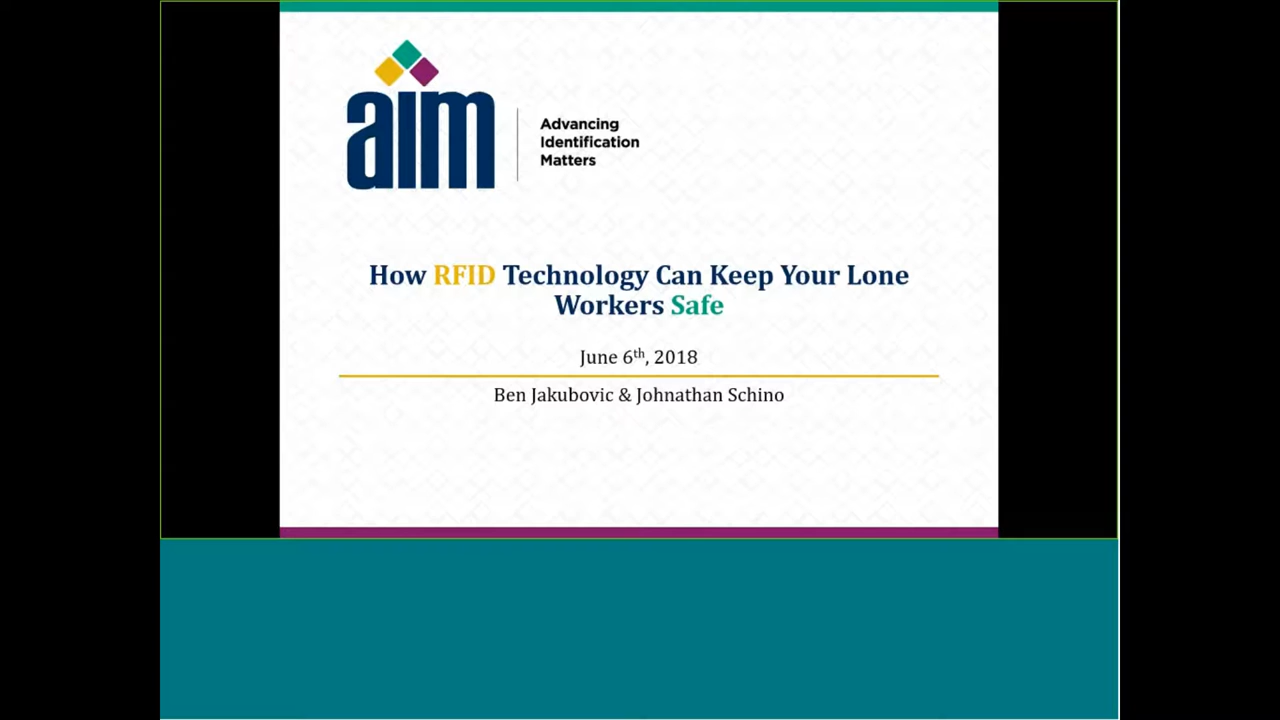 aim
Advancing
Identification
Matters
How RFID Technology Can Keep Your Lone
Workers Safe
June 6th, 2018
Ben Jakubovic & Johnathan Schino